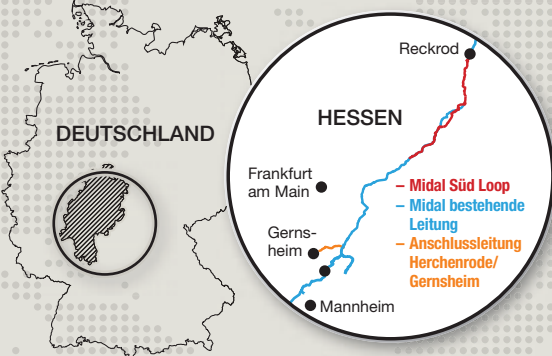 DEUTSCHLAND
Reckrod
HESSEN
Frankfurt
am Main
Gerns-
heim
Mannheim
– Midal Süd Loop
– Midal bestehende
Leitung
– Anschlussleitung
Herchenrode/
Gernsheim